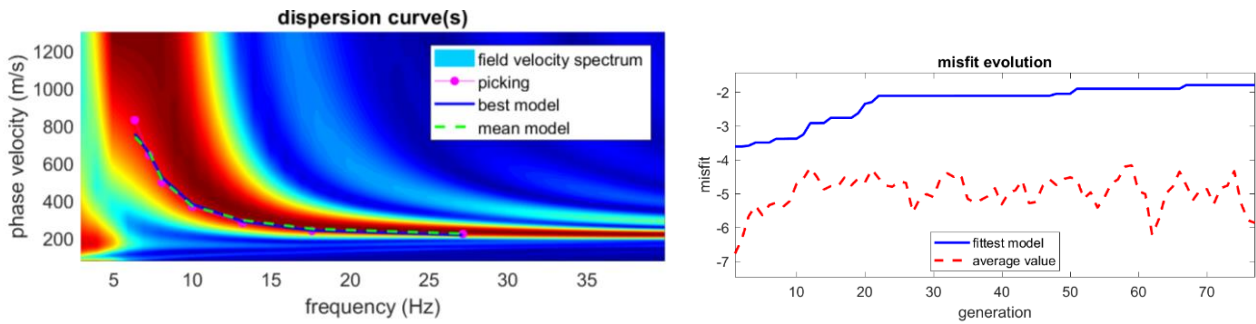 dispersion curve(s)
phase velocity (m/s)
1200
1000
800
600
400
200
field velocity spectrum
picking
best model
mean model
5 10 15 20 25 30 35
frequency (Hz)
misfit evolution
misfit
-2
-3
-4
-5
-6
-7
fittest model
average value
10 20 30 40 50 60 70
generation